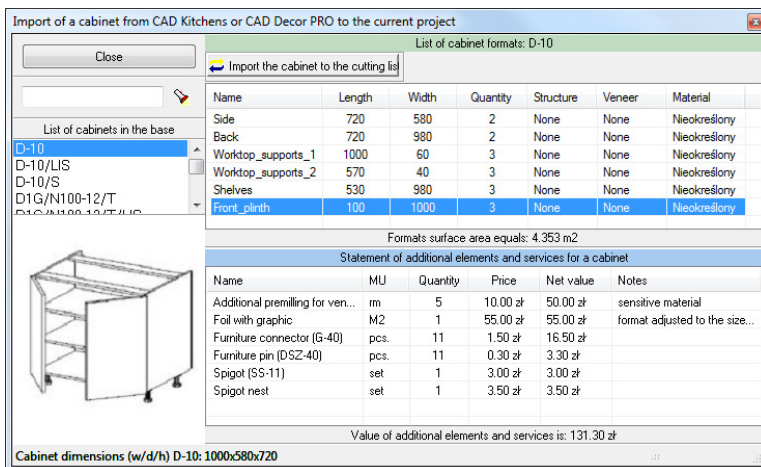 Import of a cabinet from CAD Kitchens or CAD Decor PRO to the current project
Close
List of cabinet formats: D-10
Import the cabinet to the cutting list
List of cabinets in the base
D-10
D-10/LIS
D-10/S
D1G/N100-12/T
D1G/N100-12/T/LIS
Name Length Width Quantity Structure Veneer Material
Side 720 580 2 None None Nieokreślony
Back 720 980 2 None None Nieokreślony
Worktop_supports_1 1000 60 3 None None Nieokreślony
Worktop_supports_2 570 40 3 None None Nieokreślony
Shelves 530 980 3 None None Nieokreślony
Front_plinth 100 1000 3 None None Nieokreślony
Formats surface area equals: 4.353 m2
Statement of additional elements and services for a cabinet
Name MU Quantity Price Net value Notes
Additional premilling for ven... rm 5 10.00 zł 50.00 zł sensitive material
Foil with graphic M2 1 55.00 zł 55.00 zł format adjusted to the size...
Furniture connector (G-40) pcs. 11 1.50 zł 16.50 zł
Furniture pin (DSZ-40) pcs. 11 0.30 zł 3.30 zł
Spigot (SS-11) set 1 3.00 zł 3.00 zł
Spigot nest set 1 3.50 zł 3.50 zł
Value of additional elements and services is: 131.30 zł
Cabinet dimensions (w/d/h) D-10: 1000x580x720